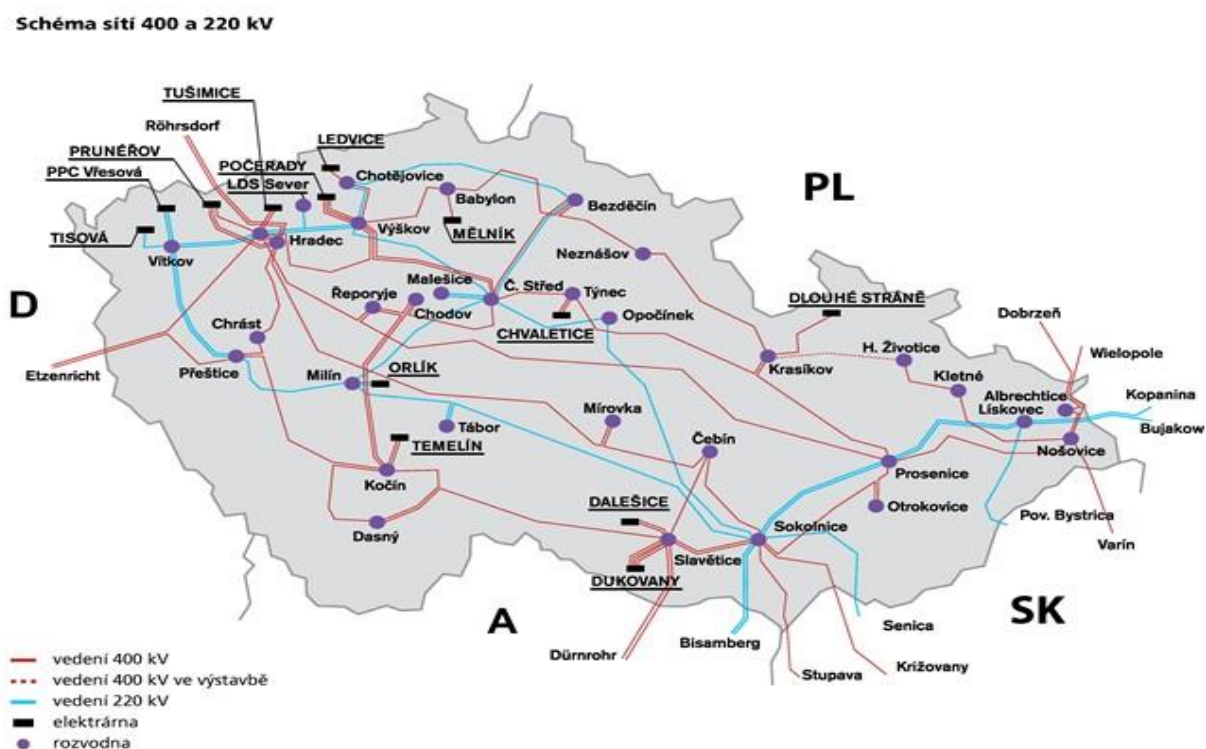 Schéma sítí 400 a 220 kV
TUŠIMICE
Röhrsdorf
LEDVICE
PRUNÉŘOV
POČERADY
PPC Vřesová
LDS Sever
Chotějovice
Babylon
Bezděčín
PL
TISOVÁ
Hradec
Výškov
MĚLNÍK
Vítkov
Neznášov
Malešice
Č. Střed
Týnec
DLOUHÉ STRÁNĚ
D
Řeporyje
Chodov
Opočínek
Dobrzeń
Chrást
CHVALETICE
H. Životice
Wielopole
Etzenricht
Přeštice
Milín
ORLÍK
Krasíkov
Kletné
Albrechtice
Kopanina
Lískovec
Bujakow
Mírovka
Tábor
Čebín
TEMELÍN
Nošovice
Kočín
Prosenice
DALEŠICE
Otrokovice
Dasný
Sokolnice
Pov. Bystrica
Varín
Slavětice
DUKOVANY
A
SK
Senica
Bisamberg
Dürnrohr
Križovany
Stupava
vedení 400 kV
vedení 400 kV ve výstavbě
vedení 220 kV
elektrárna
rozvodna